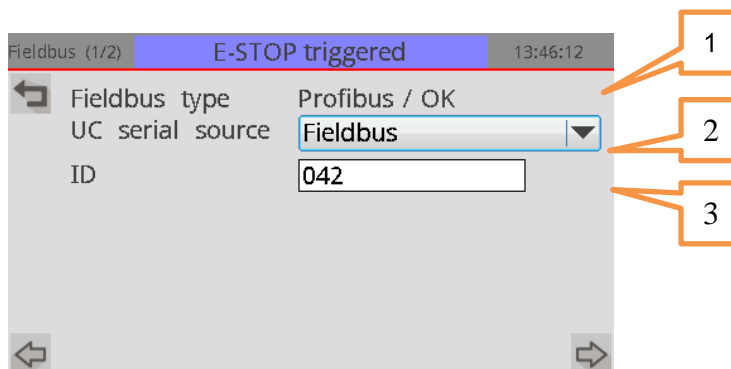 Fieldbus (1/2) E-STOP triggered 13:46:12
1
Fieldbus type Profibus / OK
UC serial source Fieldbus
2
ID 042
3